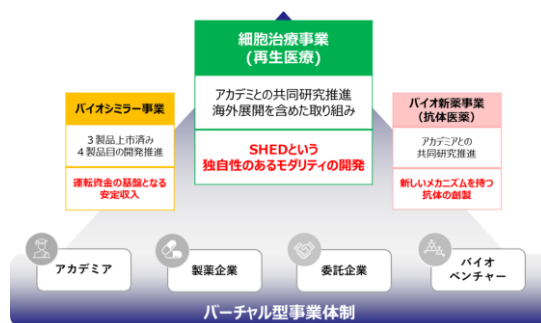 細胞治療事業
(再生医療)
アカデミとの共同研究推進
海外展開を含めた取り組み
SHEDという
独自性のあるモダリティの開発
バイオシミラー事業
３製品上市済み
４製品目の開発推進
運転資金の基盤となる
安定収入
バイオ新薬事業
(抗体医薬)
アカデミアとの
共同研究推進
新しいメカニズムを持つ
抗体の創製
アカデミア
製薬企業
委託企業
バイオ
ベンチャー
バーチャル型事業体制